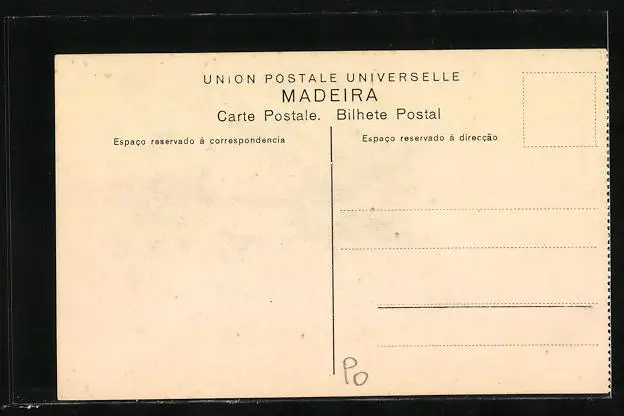 UNION POSTALE UNIVERSELLE
MADEIRA
Carte Postale. Bilhete Postal
Espaço reservado á correspondencia
Espaço reservado á direcção
Po